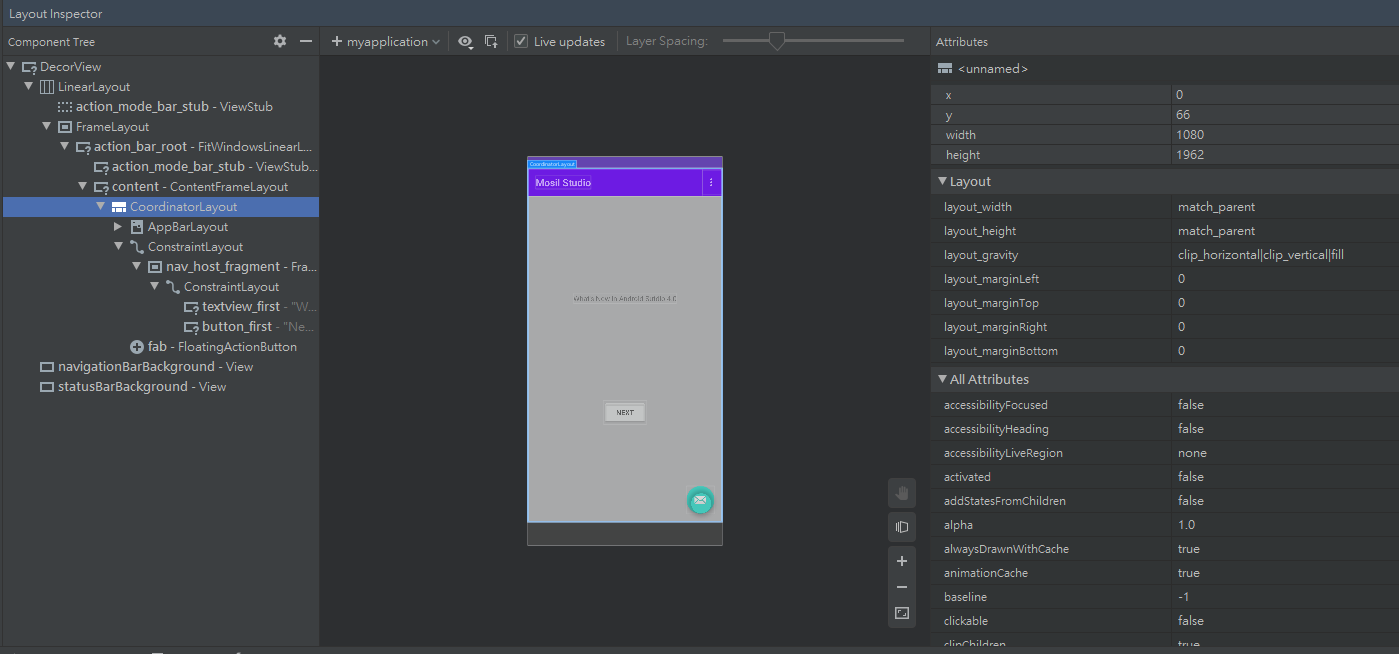 Layout Inspector
Component Tree
myapplication
Live updates
Layer Spacing:
Attributes
DecorView
LinearLayout
action_mode_bar_stub - ViewStub
FrameLayout
action_bar_root - FitWindowsLinearL...
action_mode_bar_stub - ViewStub...
content - ContentFrameLayout
CoordinatorLayout
AppBarLayout
ConstraintLayout
nav_host_fragment - Fra...
ConstraintLayout
textview_first - "W...
button_first - "Ne...
fab - FloatingActionButton
navigationBarBackground - View
statusBarBackground - View
CoordinatorLayout
Mosil Studio
What's New in Android Satdio 4.0
NEXT
<unnamed>
x 0
y 66
width 1080
height 1962
Layout
layout_width match_parent
layout_height match_parent
layout_gravity clip_horizontal|clip_vertical|fill
layout_marginLeft 0
layout_marginTop 0
layout_marginRight 0
layout_marginBottom 0
All Attributes
accessibilityFocused false
accessibilityHeading false
accessibilityLiveRegion none
activated false
addStatesFromChildren false
alpha 1.0
alwaysDrawnWithCache true
animationCache true
baseline -1
clickable false
clipChildren true